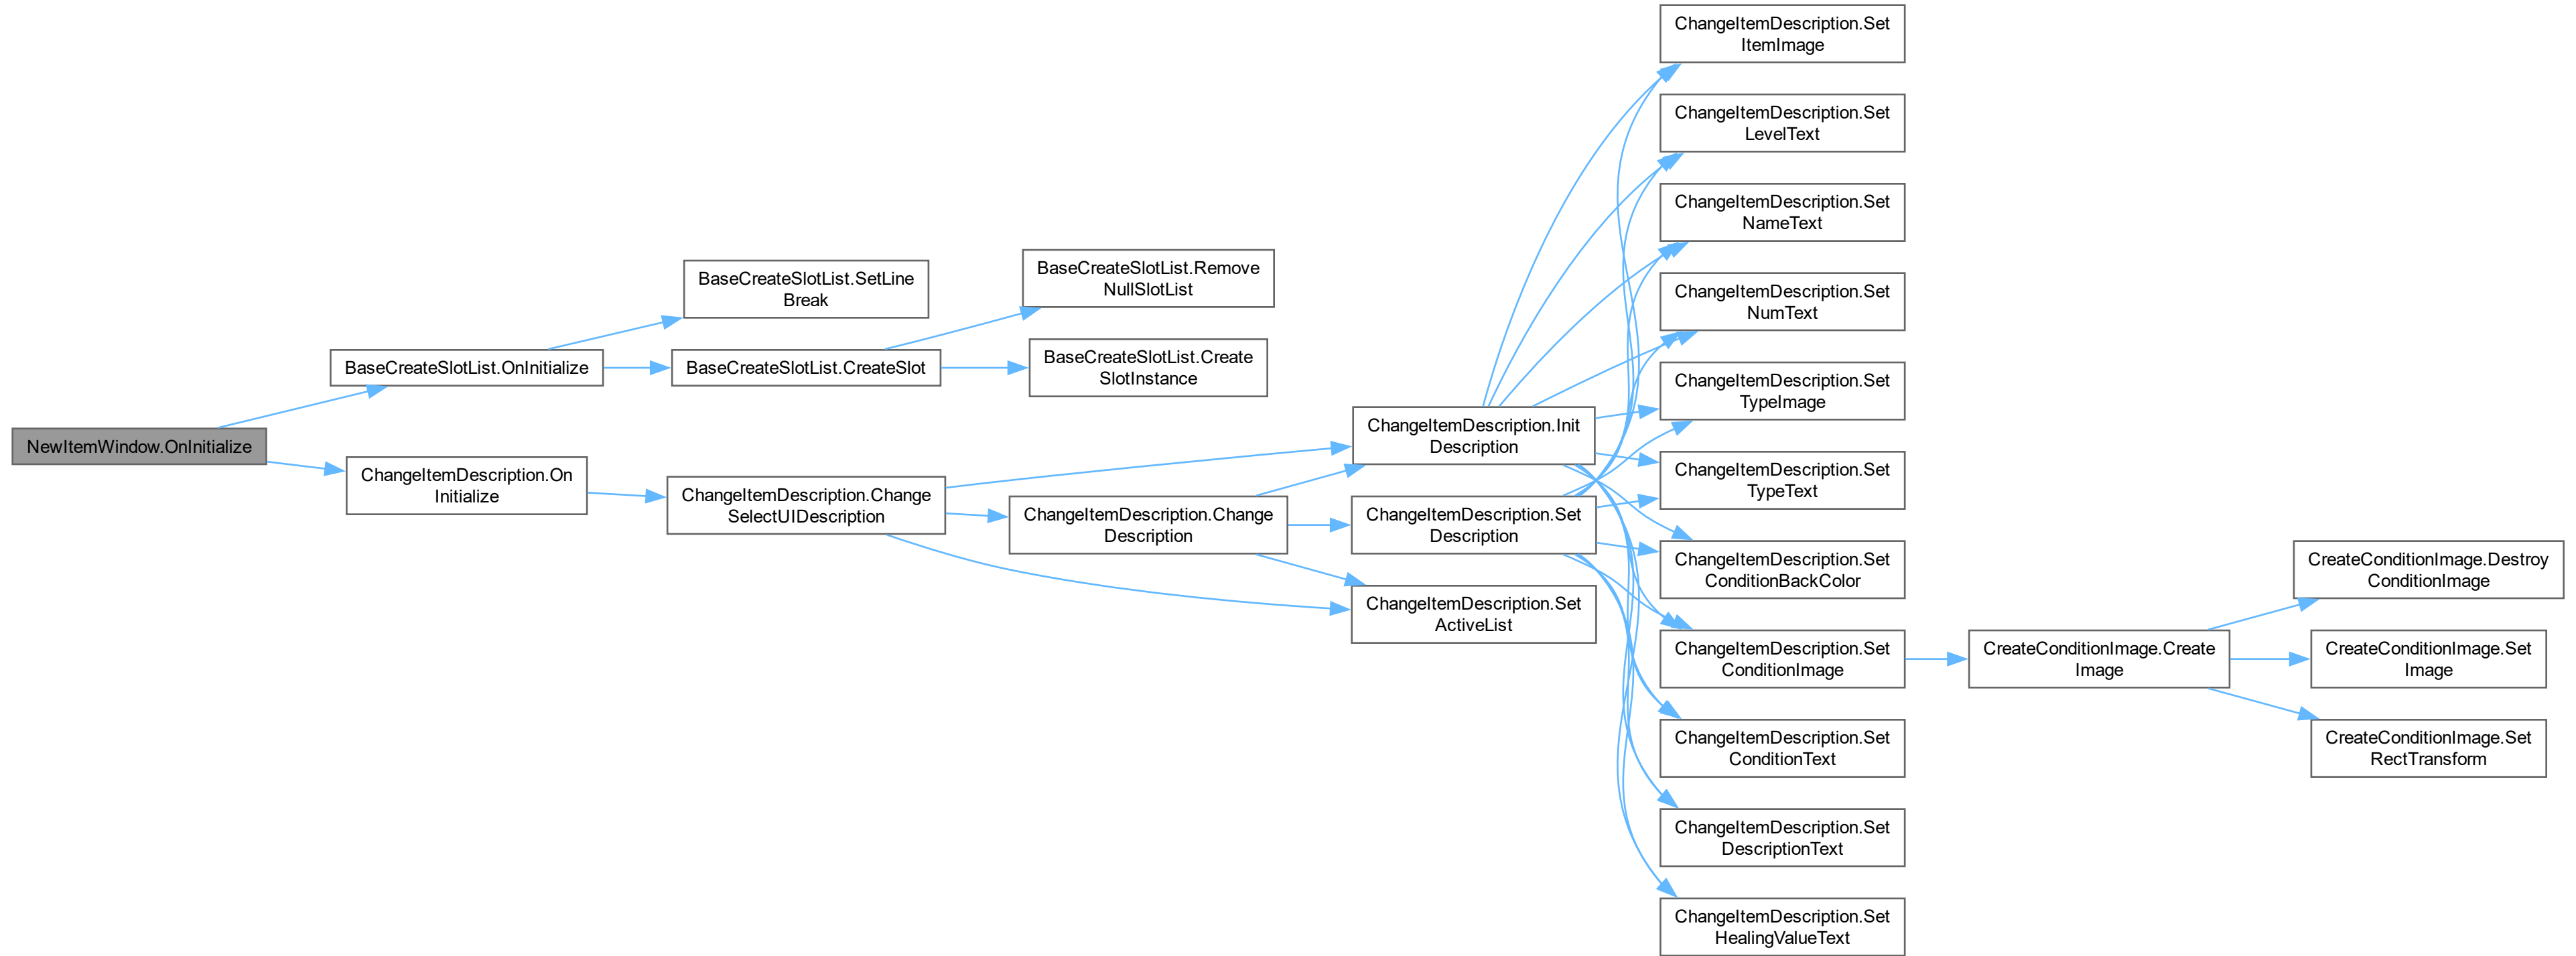 NewItemWindow.OnInitialize
BaseCreateSlotList.OnInitialize
ChangeItemDescription.On
Initialize
BaseCreateSlotList.SetLine
Break
BaseCreateSlotList.CreateSlot
ChangeItemDescription.Change
SelectUIDescription
BaseCreateSlotList.Remove
NullSlotList
BaseCreateSlotList.Create
SlotInstance
ChangeItemDescription.Change
Description
ChangeItemDescription.Init
Description
ChangeItemDescription.Set
Description
ChangeItemDescription.Set
ActiveList
ChangeItemDescription.Set
ItemImage
ChangeItemDescription.Set
LevelText
ChangeItemDescription.Set
NameText
ChangeItemDescription.Set
NumText
ChangeItemDescription.Set
TypeImage
ChangeItemDescription.Set
TypeText
ChangeItemDescription.Set
ConditionBackColor
ChangeItemDescription.Set
ConditionImage
ChangeItemDescription.Set
ConditionText
ChangeItemDescription.Set
DescriptionText
ChangeItemDescription.Set
HealingValueText
CreateConditionImage.Create
Image
CreateConditionImage.Destroy
ConditionImage
CreateConditionImage.Set
Image
CreateConditionImage.Set
RectTransform